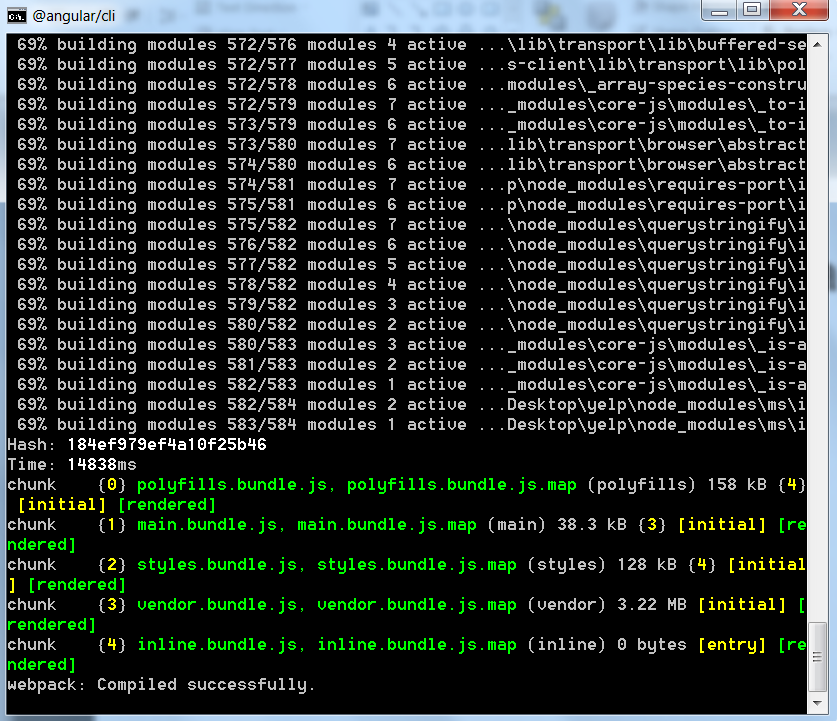 @angular/cli
69% building modules 572/576 modules 4 active ...\lib\transport\lib\buffered-se
69% building modules 572/577 modules 5 active ...s-client\lib\transport\lib\pol
69% building modules 572/578 modules 6 active ...modules\_array-species-constru
69% building modules 572/579 modules 7 active ..._modules\core-js\modules\_to-i
69% building modules 573/579 modules 6 active ..._modules\core-js\modules\_to-i
69% building modules 573/580 modules 7 active ...lib\transport\browser\abstract
69% building modules 574/580 modules 6 active ...lib\transport\browser\abstract
69% building modules 574/581 modules 7 active ...p\node_modules\requires-port\i
69% building modules 575/581 modules 6 active ...p\node_modules\requires-port\i
69% building modules 575/582 modules 7 active ...\node_modules\querystringify\i
69% building modules 576/582 modules 6 active ...\node_modules\querystringify\i
69% building modules 577/582 modules 5 active ...\node_modules\querystringify\i
69% building modules 578/582 modules 4 active ...\node_modules\querystringify\i
69% building modules 579/582 modules 3 active ...\node_modules\querystringify\i
69% building modules 580/582 modules 2 active ...\node_modules\querystringify\i
69% building modules 580/583 modules 3 active ..._modules\core-js\modules\_is-a
69% building modules 581/583 modules 2 active ..._modules\core-js\modules\_is-a
69% building modules 582/583 modules 1 active ..._modules\core-js\modules\_is-a
69% building modules 582/584 modules 2 active ...Desktop\yelp\node_modules\ms\i
69% building modules 583/584 modules 1 active ...Desktop\yelp\node_modules\ms\i
Hash: 184ef979ef4a10f25b46
Time: 14838ms
chunk    {0} polyfills.bundle.js, polyfills.bundle.js.map (polyfills) 158 kB {4}
[initial] [rendered]
chunk    {1} main.bundle.js, main.bundle.js.map (main) 38.3 kB {3} [initial] [re
ndered]
chunk    {2} styles.bundle.js, styles.bundle.js.map (styles) 128 kB {4} [initial
] [rendered]
chunk    {3} vendor.bundle.js, vendor.bundle.js.map (vendor) 3.22 MB [initial] [
rendered]
chunk    {4} inline.bundle.js, inline.bundle.js.map (inline) 0 bytes [entry] [re
ndered]
webpack: Compiled successfully.